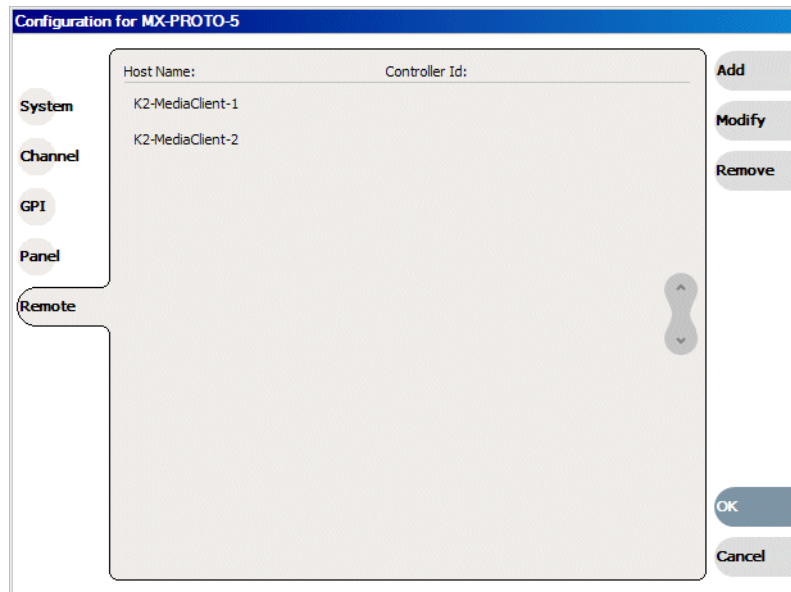 Configuration for MX-PROTO-5
Host Name: Controller Id:
K2-MediaClient-1
K2-MediaClient-2
System
Channel
GPI
Panel
Remote
Add
Modify
Remove
OK
Cancel